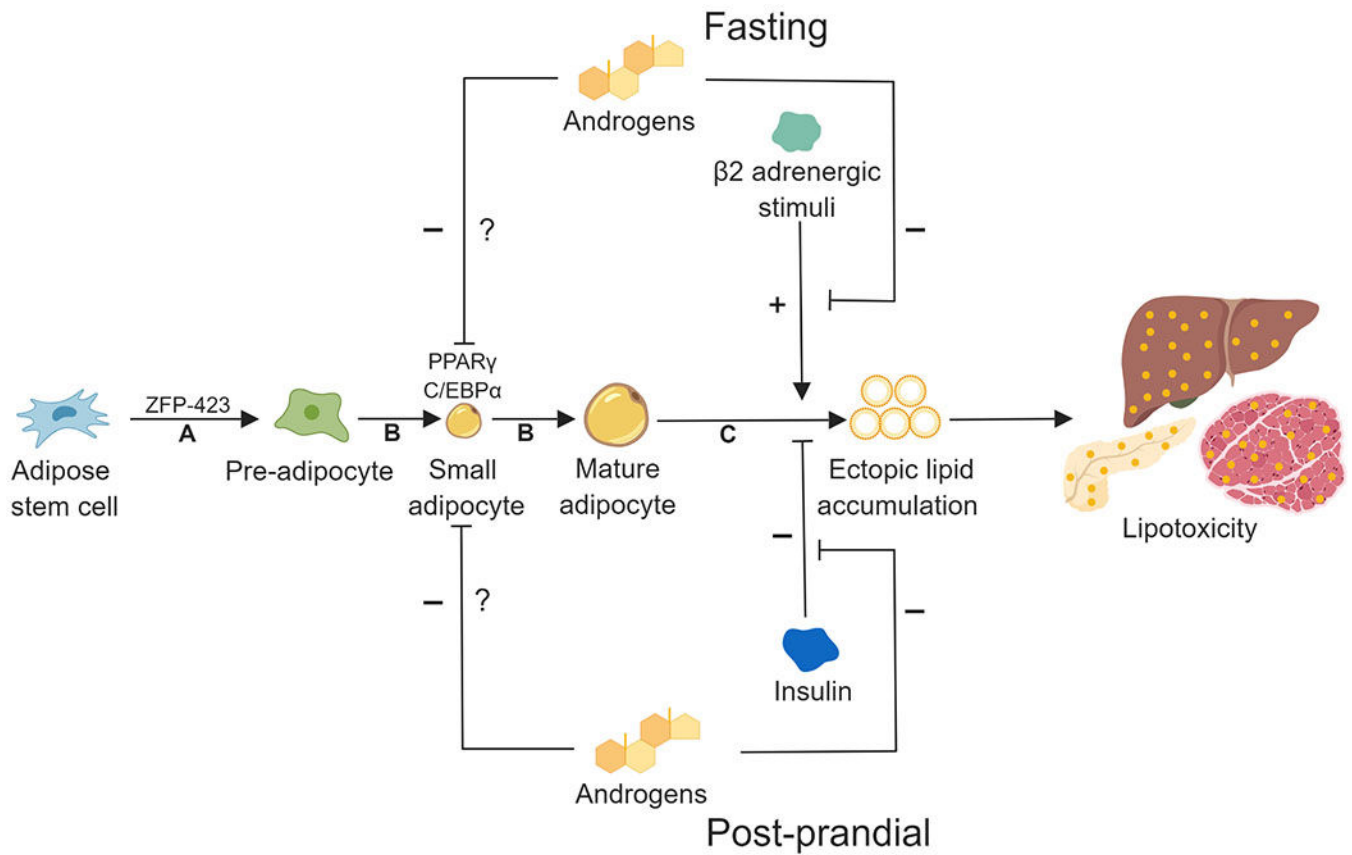 Fasting
Androgens
β2 adrenergic
stimuli
−
?
−
+
PPARγ
C/EBPα
ZFP-423
A
B
B
C
Adipose
stem cell
Pre-adipocyte
Small
adipocyte
Mature
adipocyte
Ectopic lipid
accumulation
Lipotoxicity
−
?
−
−
Insulin
Androgens
Post-prandial